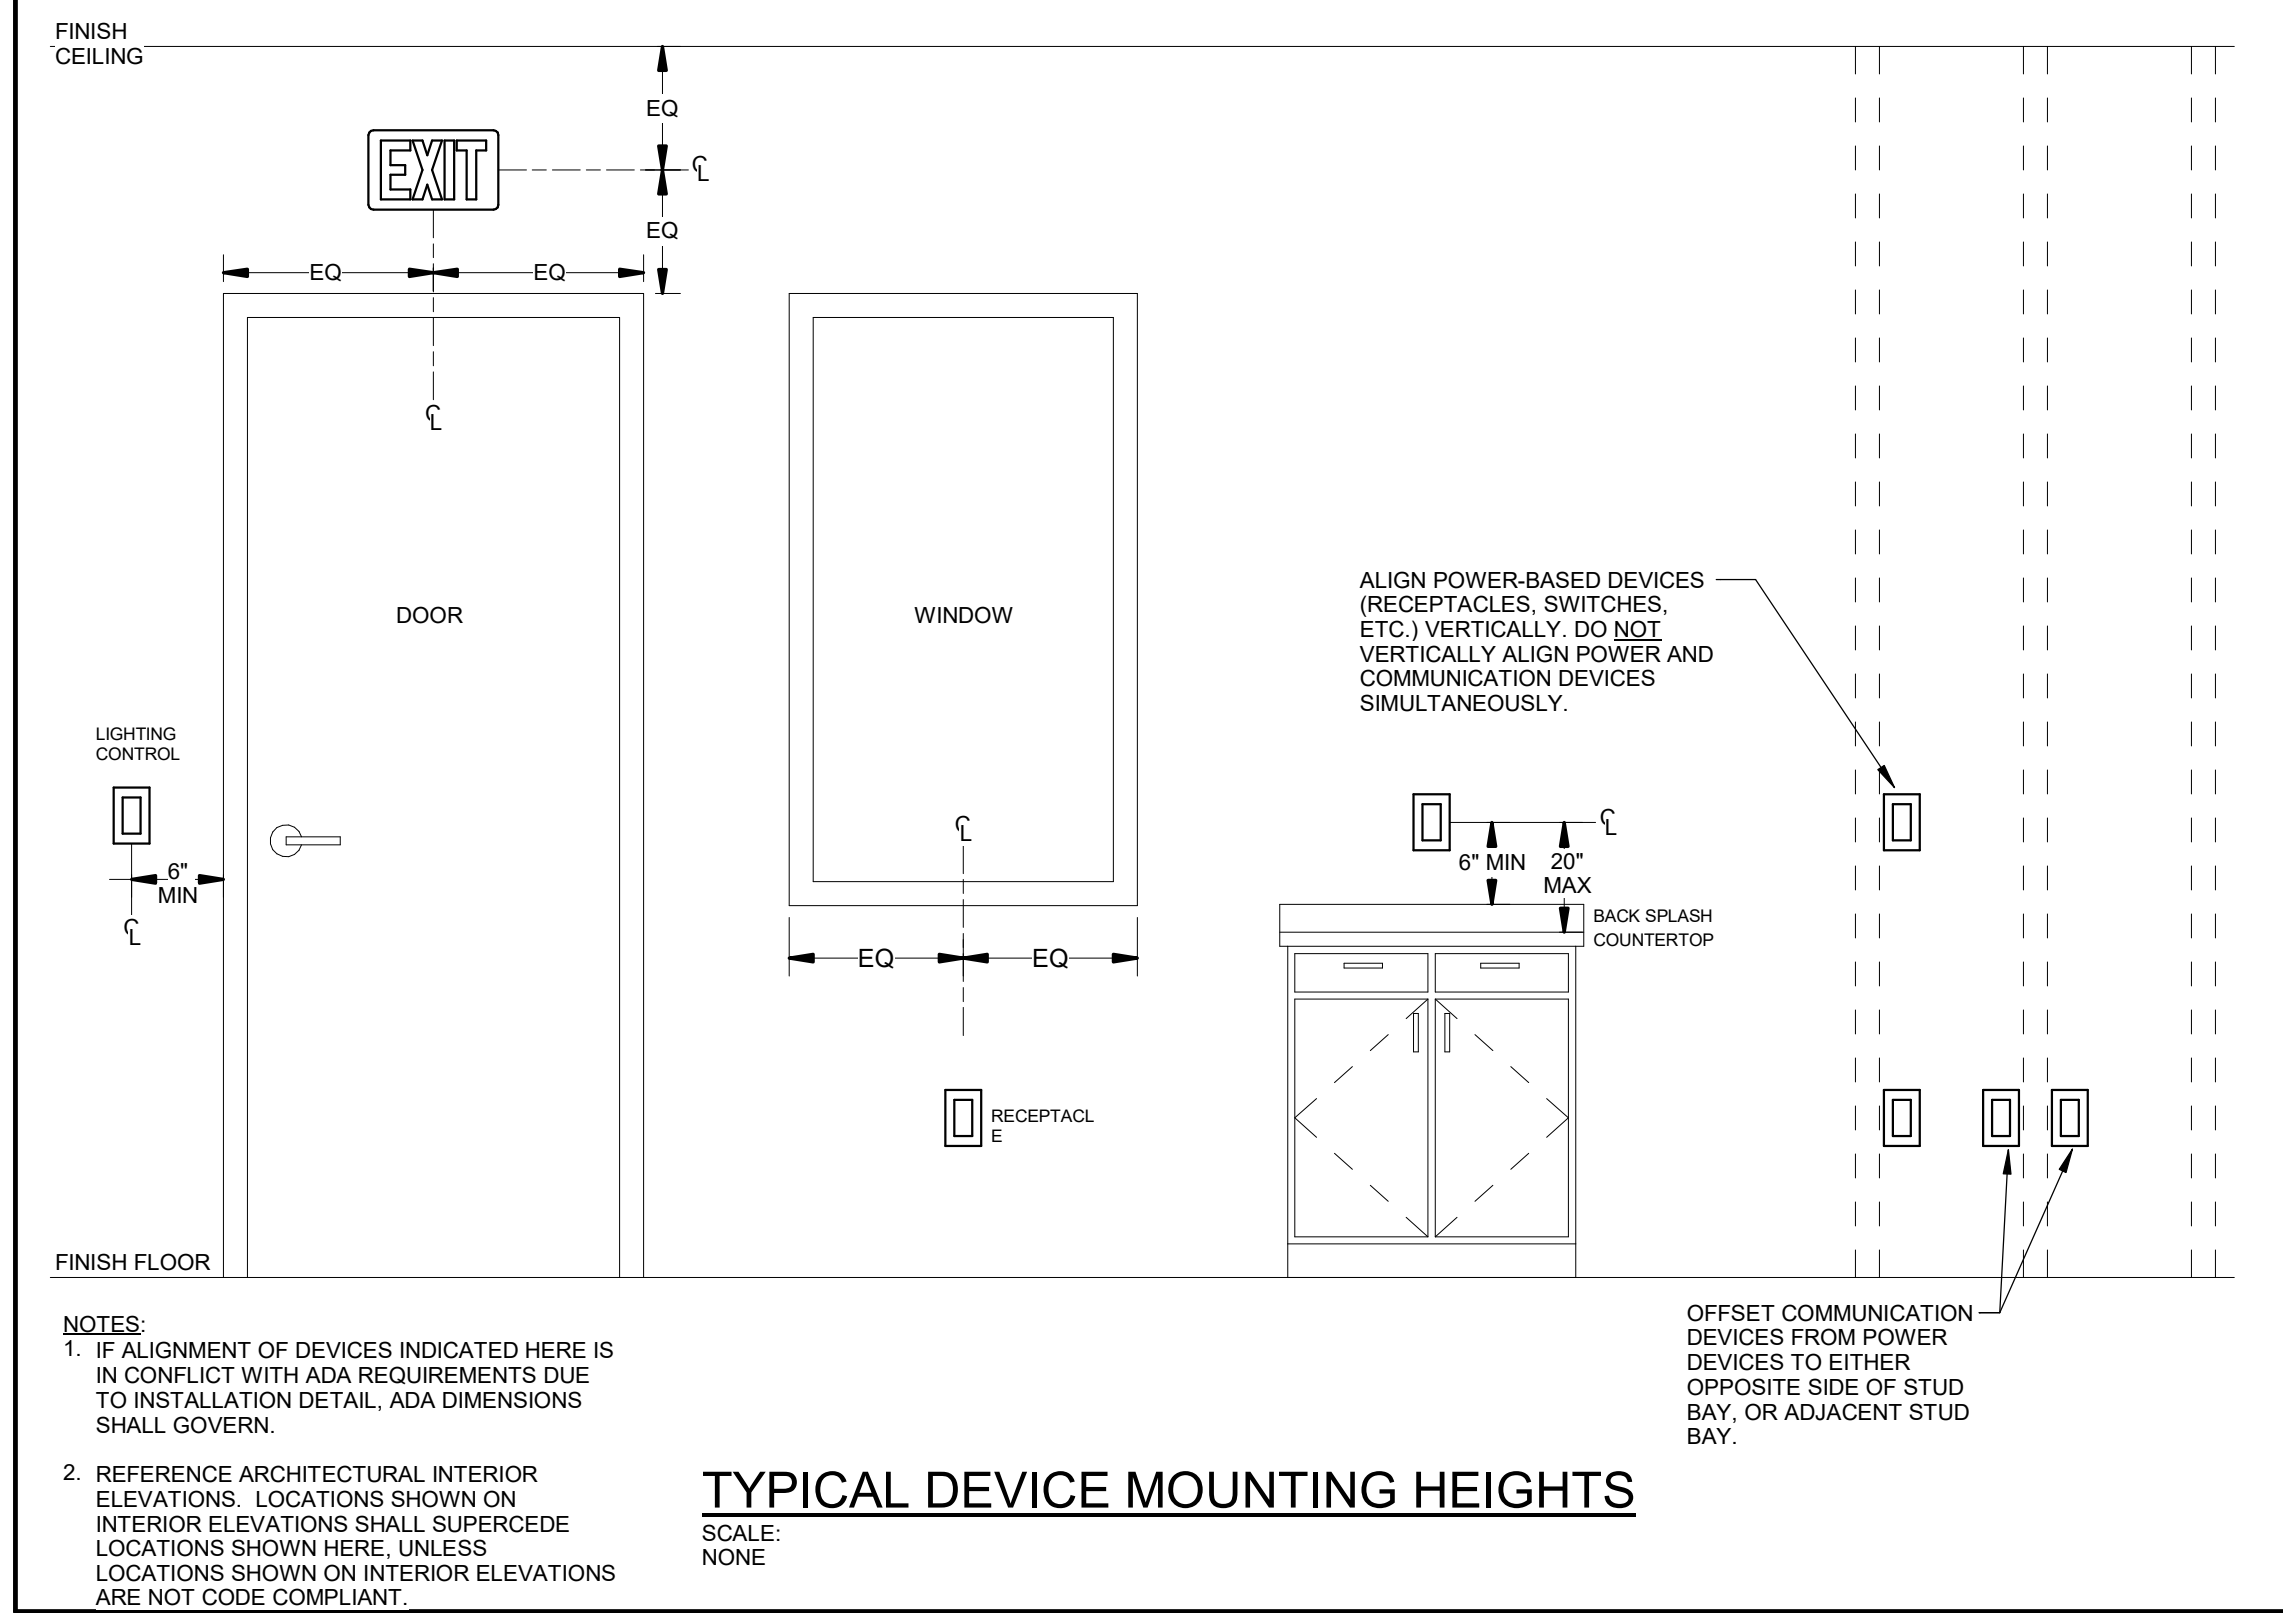 FINISH
CEILING
EQ
EXIT
℄
EQ
EQ
EQ
℄
DOOR
WINDOW
ALIGN POWER-BASED DEVICES
(RECEPTACLES, SWITCHES,
ETC.) VERTICALLY. DO NOT
VERTICALLY ALIGN POWER AND
COMMUNICATION DEVICES
SIMULTANEOUSLY.
LIGHTING
CONTROL
℄
℄
6" MIN
20"
MAX
6"
MIN
℄
BACK SPLASH
COUNTERTOP
EQ
EQ
RECEPTACL
E
FINISH FLOOR
NOTES:
1. IF ALIGNMENT OF DEVICES INDICATED HERE IS
IN CONFLICT WITH ADA REQUIREMENTS DUE
TO INSTALLATION DETAIL, ADA DIMENSIONS
SHALL GOVERN.
2. REFERENCE ARCHITECTURAL INTERIOR
ELEVATIONS. LOCATIONS SHOWN ON
INTERIOR ELEVATIONS SHALL SUPERCEDE
LOCATIONS SHOWN HERE, UNLESS
LOCATIONS SHOWN ON INTERIOR ELEVATIONS
ARE NOT CODE COMPLIANT.
OFFSET COMMUNICATION
DEVICES FROM POWER
DEVICES TO EITHER
OPPOSITE SIDE OF STUD
BAY, OR ADJACENT STUD
BAY.
TYPICAL DEVICE MOUNTING HEIGHTS
SCALE:
NONE